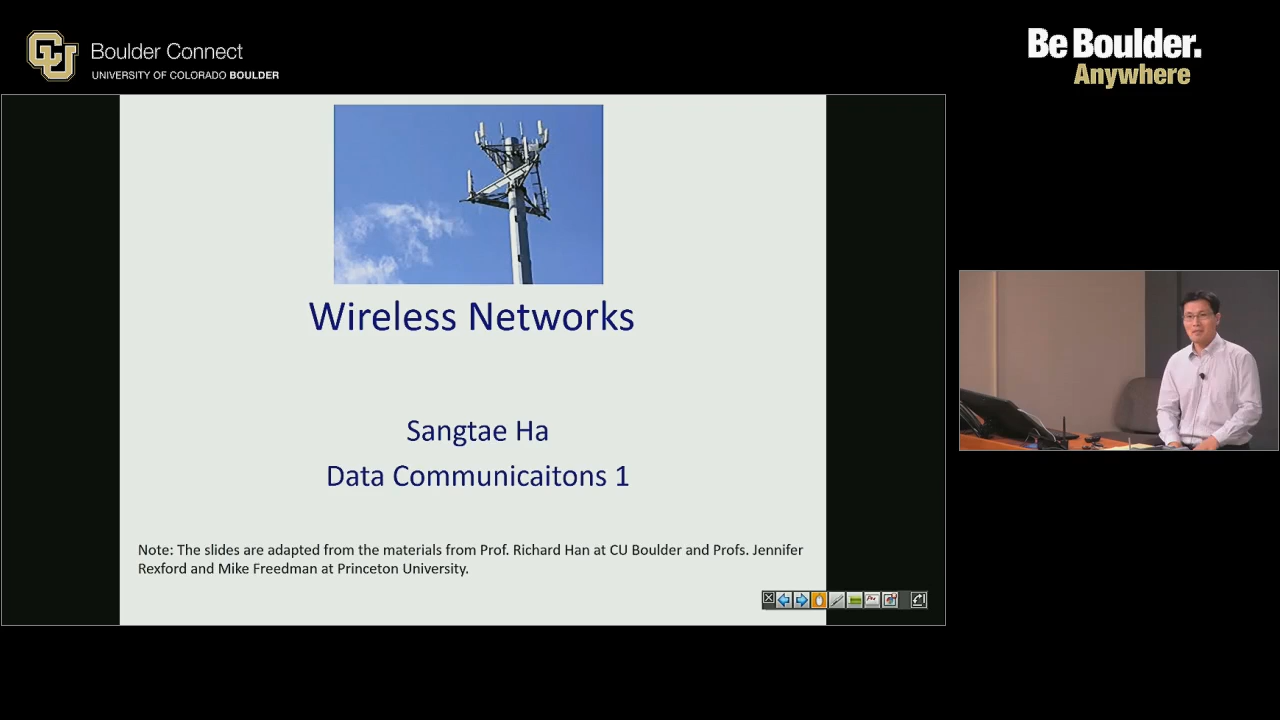 Boulder Connect
UNIVERSITY OF COLORADO BOULDER
Be Boulder.
Anywhere
Wireless Networks
Sangtae Ha
Data Communicaitons 1
Note: The slides are adapted from the materials from Prof. Richard Han at CU Boulder and Profs. Jennifer
Rexford and Mike Freedman at Princeton University.